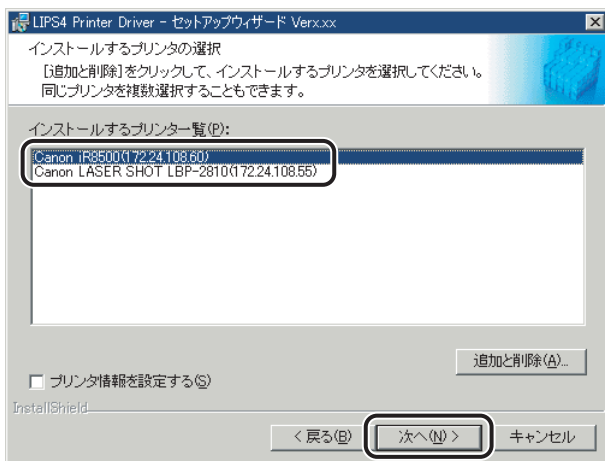 LIPS4 Printer Driver - セットアップウィザード Verx.xx
インストールするプリンタの選択
[追加と削除]をクリックして、インストールするプリンタを選択してください。
同じプリンタを複数選択することもできます。
インストールするプリンター覧(P):
Canon iR8500(172.24.108.60)
Canon LASER SHOT LBP-2810(172.24.108.55)
追加と削除(A)...
プリンタ情報を設定する(S)
InstallShield
< 戻る(B)
次へ(N) >
キャンセル